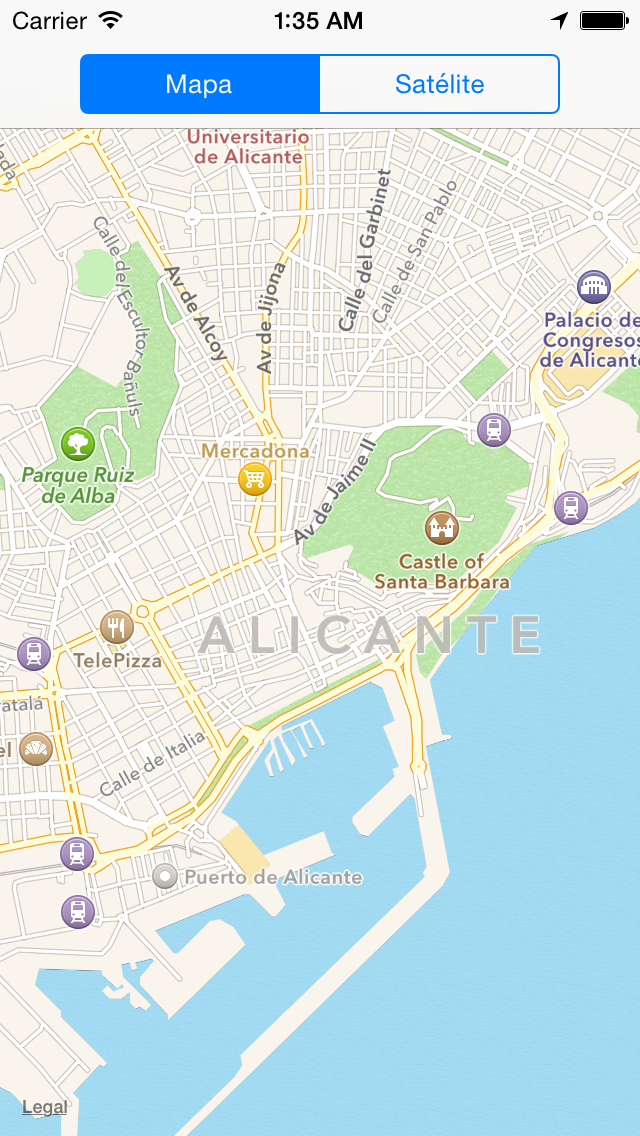 Carrier
1:35 AM
Mapa
Satélite
Universitario
de Alicante
Calle del Escultor Bañuls
Av de Alcoy
Av de Jijona
Calle del Garbinet
Calle de San Pablo
Palacio de
Congresos
de Alicante
Mercadona
Parque Ruiz
de Alba
Av de Jaime II
Castle of
Santa Barbara
ALICANTE
TelePizza
Calle de Italia
Puerto de Alicante
Legal